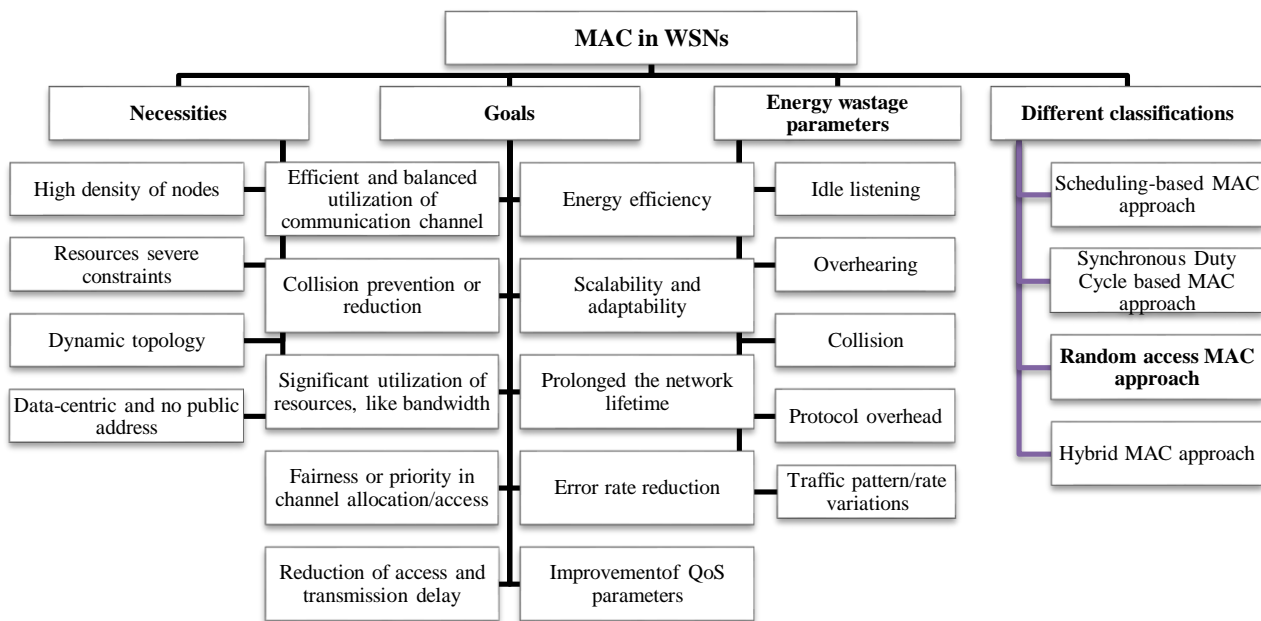 MAC in WSNs
Necessities
High density of nodes
Resources severe
constraints
Dynamic topology
Data-centric and no public
address
Goals
Efficient and balanced
utilization of
communication channel
Energy efficiency
Collision prevention or
reduction
Scalability and
adaptability
Significant utilization of
resources, like bandwidth
Prolonged the network
lifetime
Fairness or priority in
channel allocation/access
Error rate reduction
Reduction of access and
transmission delay
Improvementof QoS
parameters
Energy wastage
parameters
Idle listening
Overhearing
Collision
Protocol overhead
Traffic pattern/rate
variations
Different classifications
Scheduling-based MAC
approach
Synchronous Duty
Cycle based MAC
approach
Random access MAC
approach
Hybrid MAC approach